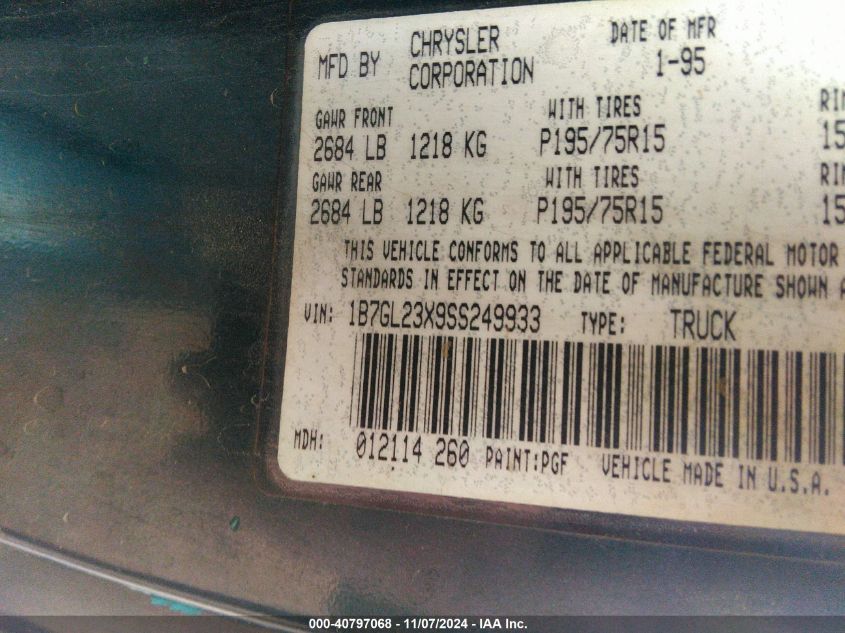 MFD BY CHRYSLER CORPORATION DATE OF MFR 1-95
GAWR FRONT WITH TIRES
2684 LB 1218 KG P195/75R15 15
GAWR REAR WITH TIRES
2684 LB 1218 KG P195/75R15 15
THIS VEHICLE CONFORMS TO ALL APPLICABLE FEDERAL MOTOR
STANDARDS IN EFFECT ON THE DATE OF MANUFACTURE SHOWN
VIN: 1B7GL23X9SS249933 TYPE: TRUCK
MDH: 012114 260 PAINT:PGF VEHICLE MADE IN U.S.A.
000-40797068 - 11/07/2024 - IAA Inc.